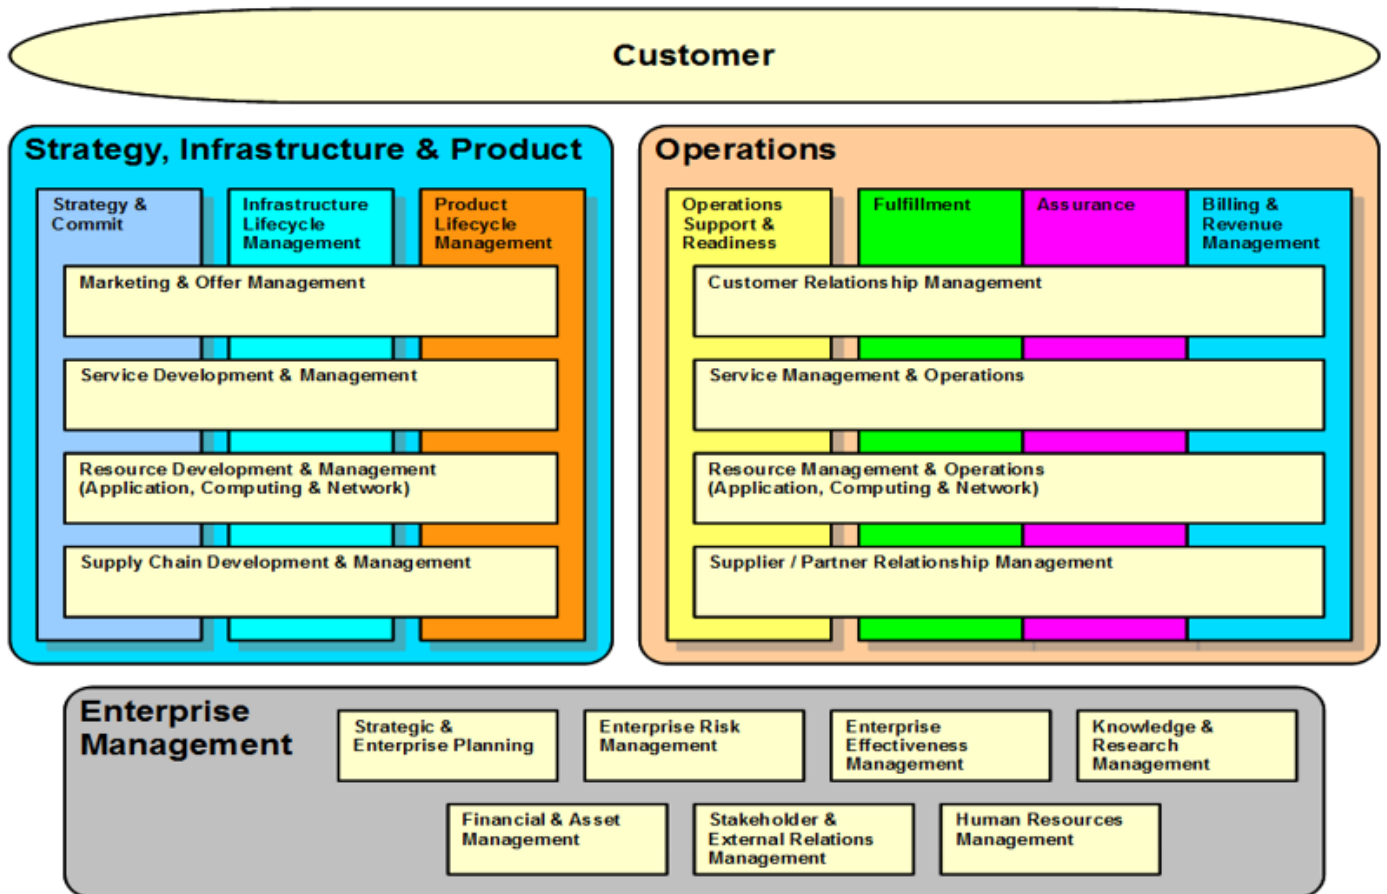 Customer
Strategy, Infrastructure & Product
Strategy &
Commit
Infrastructure
Lifecycle
Management
Product
Lifecycle
Management
Marketing & Offer Management
Service Development & Management
Resource Development & Management
(Application, Computing & Network)
Supply Chain Development & Management
Operations
Operations
Support &
Readiness
Fulfillment
Assurance
Billing &
Revenue
Management
Customer Relationship Management
Service Management & Operations
Resource Management & Operations
(Application, Computing & Network)
Supplier / Partner Relationship Management
Enterprise
Management
Strategic &
Enterprise Planning
Enterprise Risk
Management
Enterprise
Effectiveness
Management
Knowledge &
Research
Management
Financial & Asset
Management
Stakeholder &
External Relations
Management
Human Resources
Management